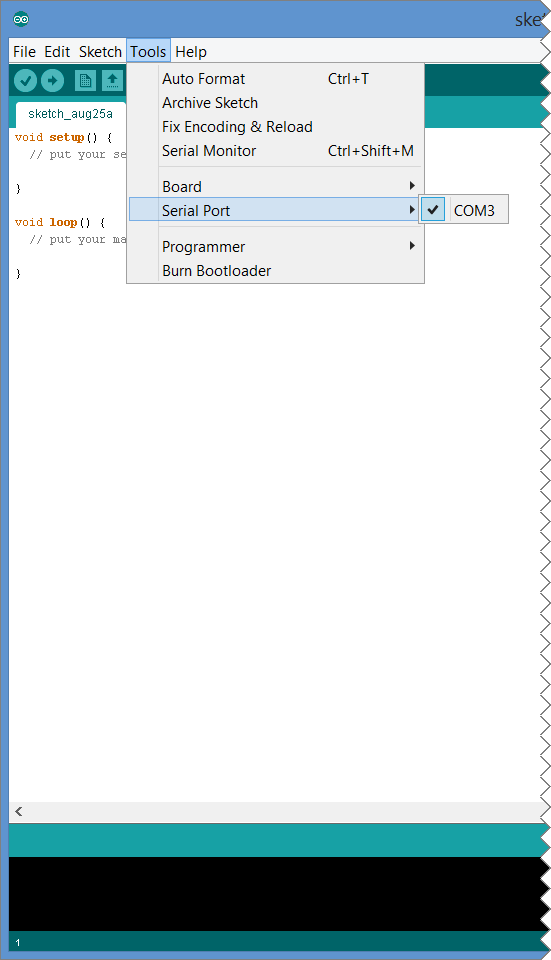 ske
File Edit Sketch Tools Help
Auto Format Ctrl+T
Archive Sketch
Fix Encoding & Reload
Serial Monitor Ctrl+Shift+M
Board
Serial Port
COM3
Programmer
Burn Bootloader
sketch_aug25a
void setup() {
// put your se
}
void loop() {
// put your ma
}
1